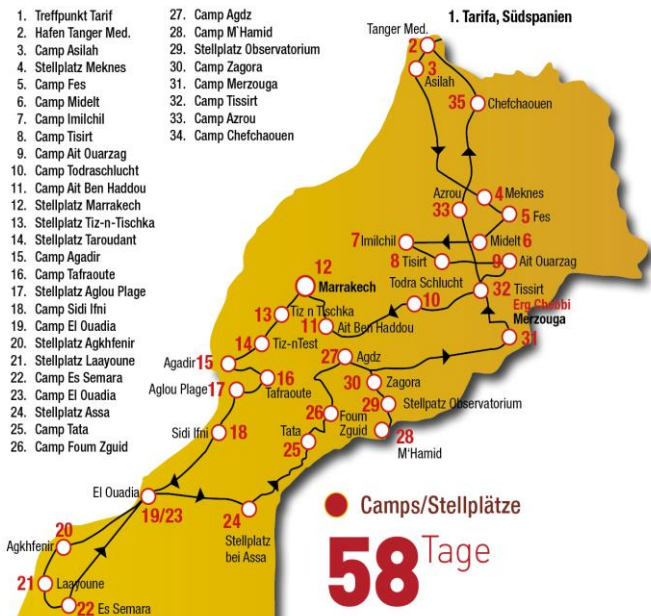 1. Treffpunkt Tarif
2. Hafen Tanger Med.
3. Camp Asilah
4. Stellplatz Meknes
5. Camp Fes
6. Camp Midelt
7. Camp Imilchil
8. Camp Tisirt
9. Camp Ait Ouarzag
10. Camp Todraschlucht
11. Camp Ait Ben Haddou
12. Stellplatz Marrakech
13. Stellplatz Tiz-n-Tischka
14. Stellplatz Taroudant
15. Camp Agadir
16. Camp Tafraoute
17. Stellplatz Aglou Plage
18. Camp Sidi Ifni
19. Camp El Ouadia
20. Stellplatz Agkhfenir
21. Stellplatz Laayoune
22. Camp Es Semara
23. Camp El Ouadia
24. Stellplatz Assa
25. Camp Tata
26. Camp Foum Zguid
27. Camp Agdz
28. Camp M`Hamid
29. Stellplatz Observatorium
30. Camp Zagora
31. Camp Merzouga
32. Camp Tissirt
33. Camp Azrou
34. Camp Chefchaouen
1. Tarifa, Südspanien
Tanger Med.
2
3
Asilah
35 Chefchaouen
Azrou
33
4 Meknes
5 Fes
7 Imilchil
Midelt 6
8 Tisirt
9 Ait Ouarzag
12
Marrakech
Todra Schlucht
10
32 Tissirt
Erg Chebbi
Merzouga
31
13 Tiz n Tischka
11 Ait Ben Haddou
14 Tiz-nTest
Agadir 15
16
Tafraoute
Aglou Plage 17
27 Agdz
30 Zagora
29 Stellpatz Observatorium
28
M'Hamid
26 Foum
Zguid
Tata
25
Sidi Ifni 18
El Ouadia
19/23
24
Stellplatz
bei Assa
20
Agkhfenir
21 Laayoune
22 Es Semara
Camps/Stellplätze
58 Tage